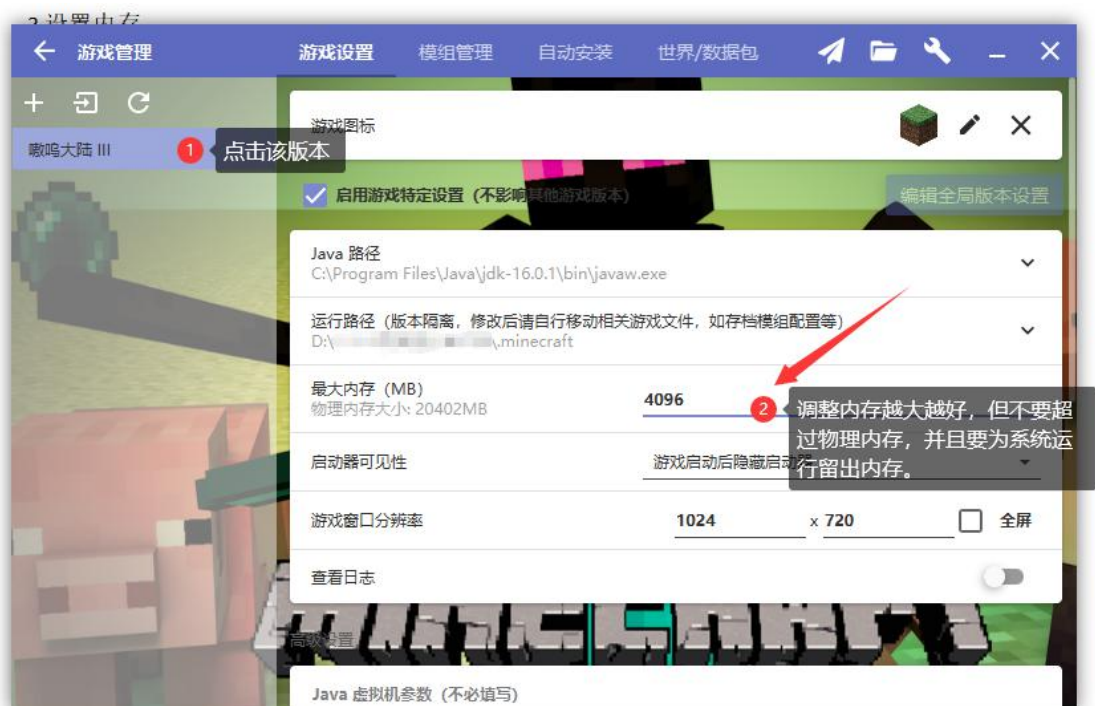 2 设置内存
游戏管理
游戏设置 模组管理 自动安装 世界/数据包
嗷呜大陆 III
1 点击该版本
游戏图标
启用游戏特定设置（不影响其他游戏版本）
编辑全局版本设置
Java 路径
C:\Program Files\Java\jdk-16.0.1\bin\javaw.exe
运行路径（版本隔离，修改后请自行移动相关游戏文件，如存档模组配置等）
D:\ \.minecraft
最大内存（MB）
物理内存大小: 20402MB
4096
2 调整内存越大越好，但不要超
过物理内存，并且要为系统运
行留出内存。
启动器可见性
游戏启动后隐藏启动器
游戏窗口分辨率
1024 x 720 全屏
查看日志
MINECRAFT
高级设置
Java 虚拟机参数（不必填写）